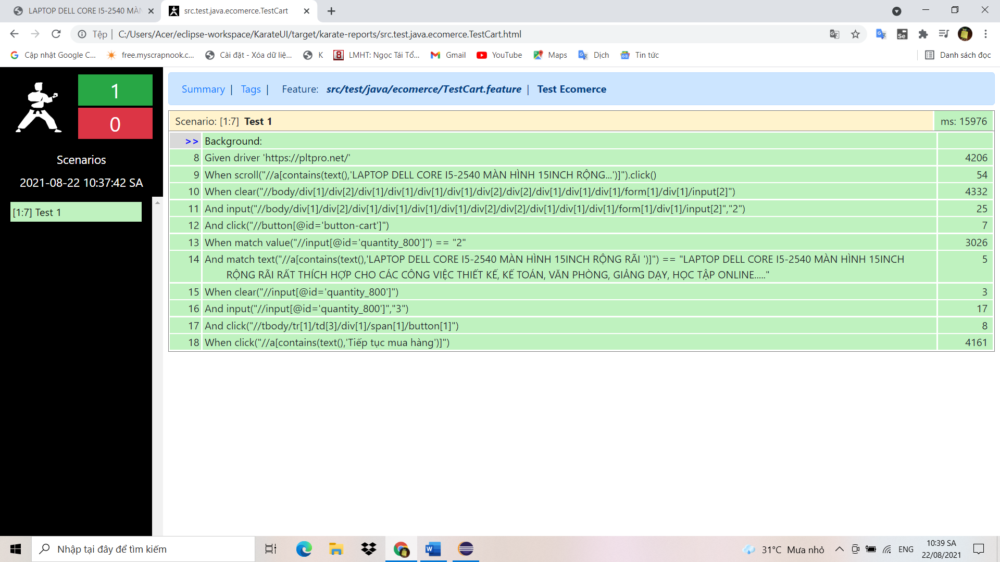 LAPTOP DELL CORE I5-2540 MÀN
src.test.java.ecomerce.TestCart
Tệp
C:/Users/Acer/eclipse-workspace/KarateUI/target/karate-reports/src.test.java.ecomerce.TestCart.html
Cập nhật Google C...
free.myscrapnook.c...
Cài đặt - Xóa dữ liệ...
K
LMHT: Ngọc Tái Tổ...
Gmail
YouTube
Maps
Dịch
Tin tức
Danh sách đọc
1
0
Scenarios
2021-08-22 10:37:42 SA
[1:7] Test 1
Summary | Tags | Feature: src/test/java/ecomerce/TestCart.feature | Test Ecomerce
Scenario: [1:7] Test 1 ms: 15976
>> Background:
8 Given driver 'https://pltpro.net/' 4206
9 When scroll("//a[contains(text(),'LAPTOP DELL CORE I5-2540 MÀN HÌNH 15INCH RỘNG...')]").click() 54
10 When clear("//body/div[1]/div[2]/div[1]/div[1]/div[1]/div[1]/div[2]/div[2]/div[1]/div[1]/div[1]/form[1]/div[1]/input[2]") 4332
11 And input("//body/div[1]/div[2]/div[1]/div[1]/div[1]/div[1]/div[2]/div[2]/div[1]/div[1]/div[1]/form[1]/div[1]/input[2]","2") 25
12 And click("//button[@id='button-cart']") 7
13 When match value("//input[@id='quantity_800']") == "2" 3026
14 And match text("//a[contains(text(),'LAPTOP DELL CORE I5-2540 MÀN HÌNH 15INCH RỘNG RÃI ')]") == "LAPTOP DELL CORE I5-2540 MÀN HÌNH 15INCH 5
RỘNG RÃI RẤT THÍCH HỢP CHO CÁC CÔNG VIỆC THIẾT KẾ, KẾ TOÁN, VĂN PHÒNG, GIẢNG DẠY, HỌC TẬP ONLINE....."
15 When clear("//input[@id='quantity_800']") 3
16 And input("//input[@id='quantity_800']","3") 17
17 And click("//tbody/tr[1]/td[3]/div[1]/span[1]/button[1]") 8
18 When click("//a[contains(text(),'Tiếp tục mua hàng')]") 4161
Nhập tại đây để tìm kiếm
31°C Mưa nhỏ
ENG
10:39 SA
22/08/2021